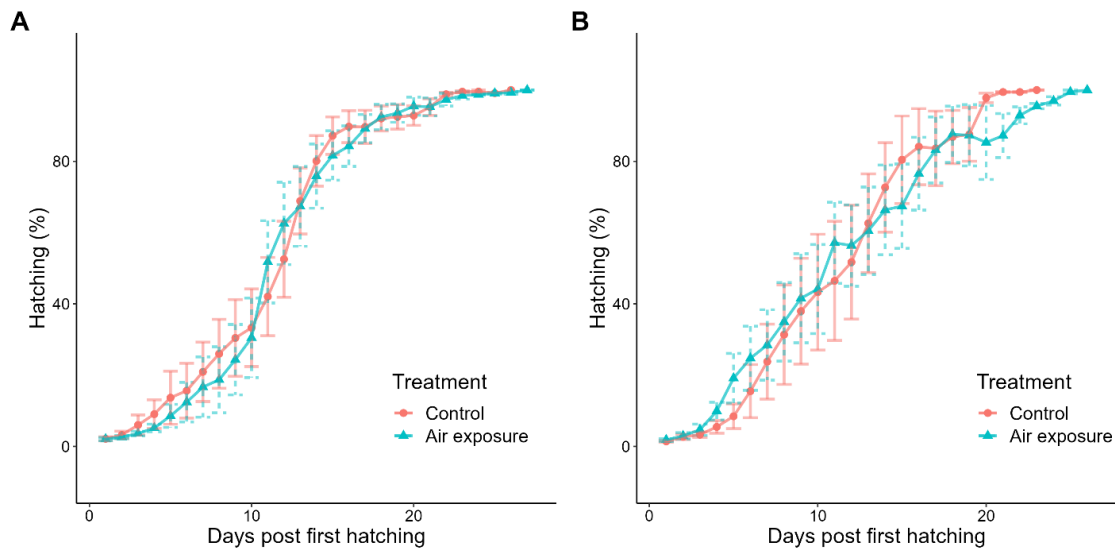 A
Hatching (%)
80
40
0
Treatment
Control
Air exposure
0
10
20
Days post first hatching
B
Hatching (%)
80
40
0
Treatment
Control
Air exposure
0
10
20
Days post first hatching